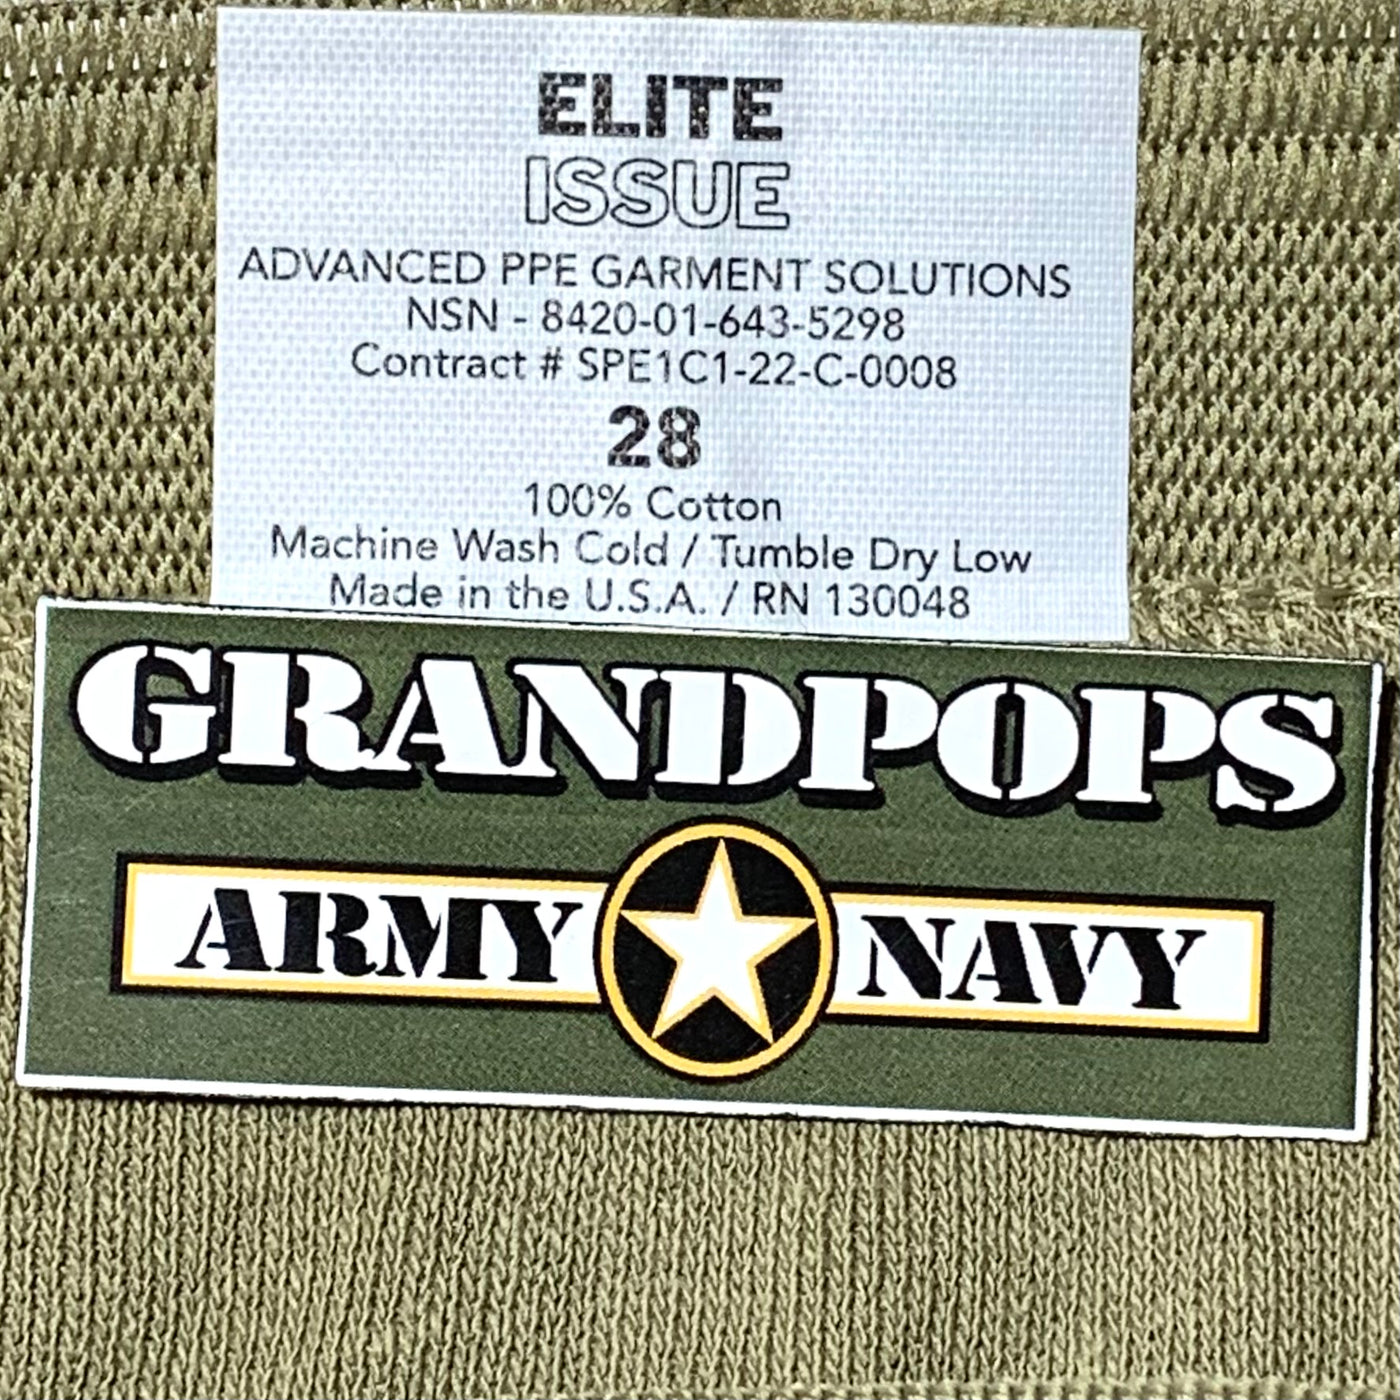 ELITE
ISSUE
ADVANCED PPE GARMENT SOLUTIONS
NSN - 8420-01-643-5298
Contract # SPE1C1-22-C-0008
28
100% Cotton
Machine Wash Cold / Tumble Dry Low
Made in the U.S.A. / RN 130048
GRANDPOPS
ARMY NAVY